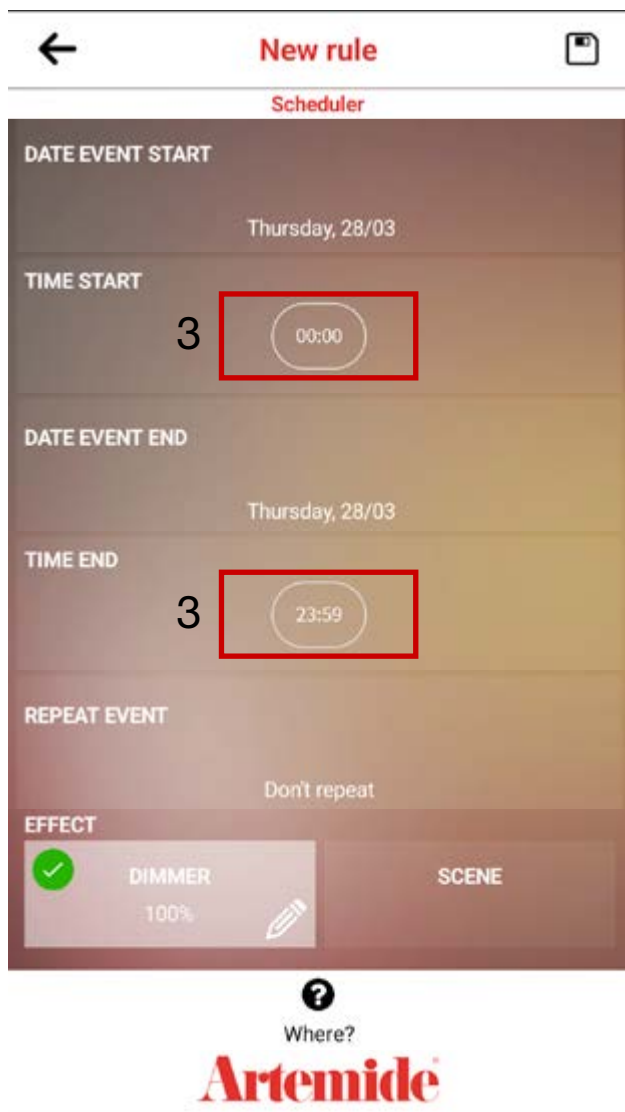 New rule
Scheduler
DATE EVENT START
Thursday, 28/03
TIME START
3 00:00
DATE EVENT END
Thursday, 28/03
TIME END
3 23:59
REPEAT EVENT
Don't repeat
EFFECT
DIMMER SCENE
100%
Where?
Artemide